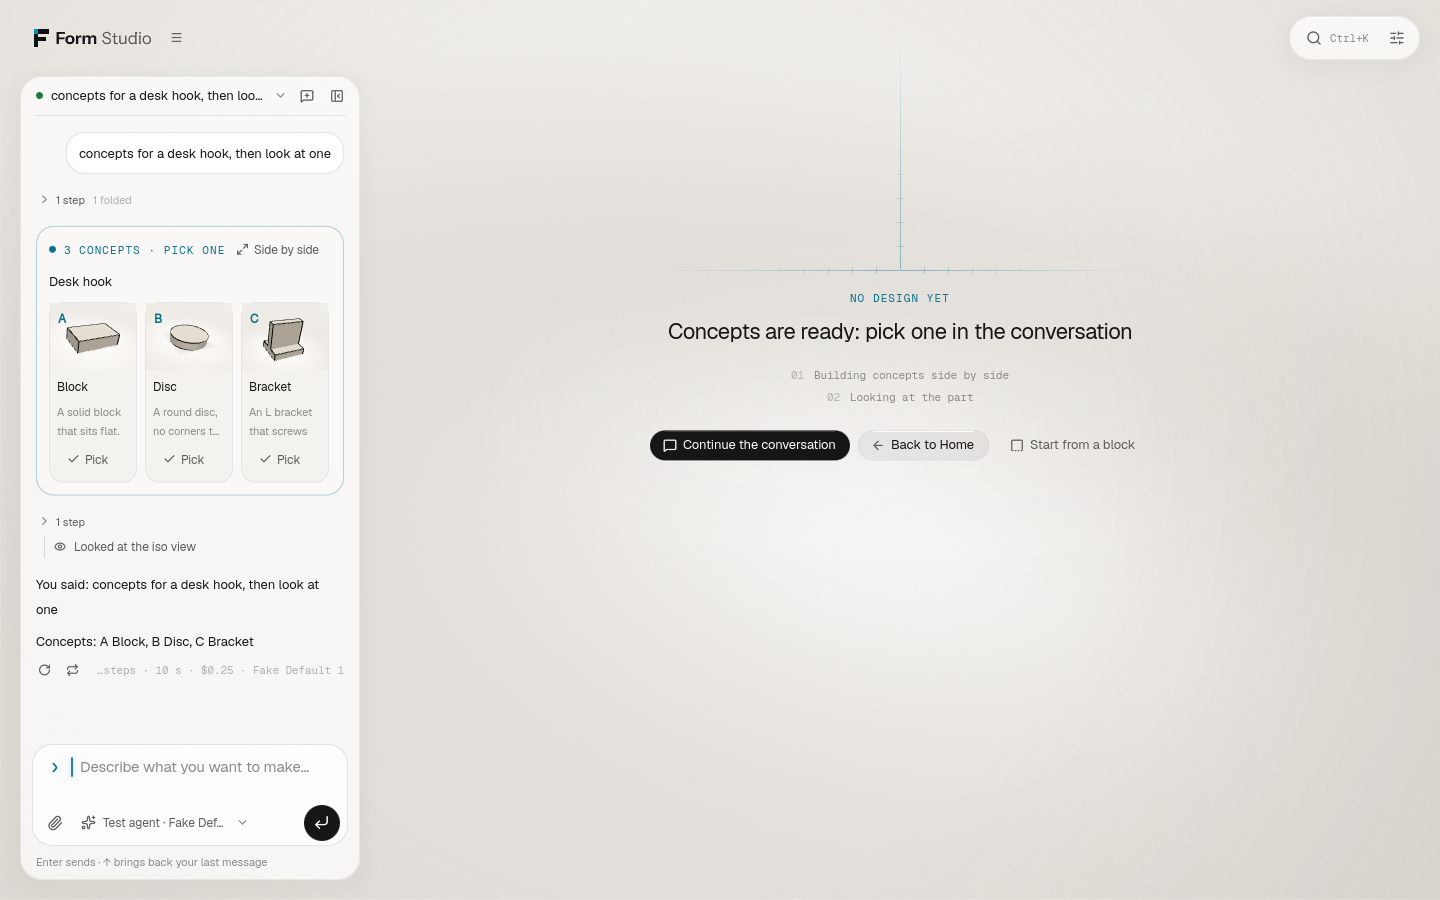 Form Studio
Ctrl+K
concepts for a desk hook, then loo…
concepts for a desk hook, then look at one
1 step 1 folded
3 CONCEPTS · PICK ONE Side by side
Desk hook
A
Block
A solid block
that sits flat.
Pick
B
Disc
A round disc,
no corners t…
Pick
C
Bracket
An L bracket
that screws
Pick
1 step
Looked at the iso view
You said: concepts for a desk hook, then look at
one
Concepts: A Block, B Disc, C Bracket
…steps · 10 s · $0.25 · Fake Default 1
Describe what you want to make…
Test agent · Fake Def…
Enter sends · ↑ brings back your last message
NO DESIGN YET
Concepts are ready: pick one in the conversation
01 Building concepts side by side
02 Looking at the part
Continue the conversation
Back to Home
Start from a block